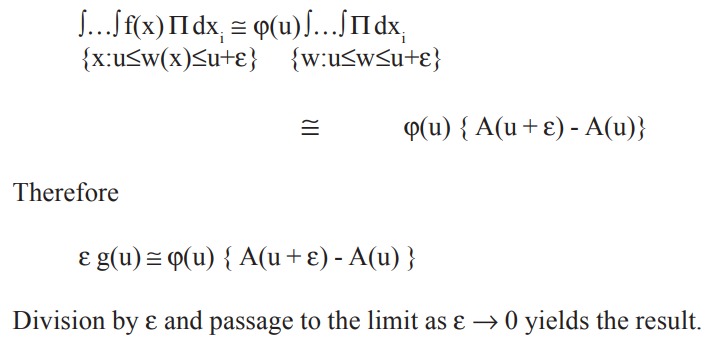 ∫...∫ f(x) Π dxᵢ ≅ φ(u) ∫...∫ Π dxᵢ
{x:u≤w(x)≤u+ε} {w:u≤w≤u+ε}
≅ φ(u) { A(u + ε) - A(u)}
Therefore
ε g(u) ≅ φ(u) { A(u + ε) - A(u) }
Division by ε and passage to the limit as ε → 0 yields the result.